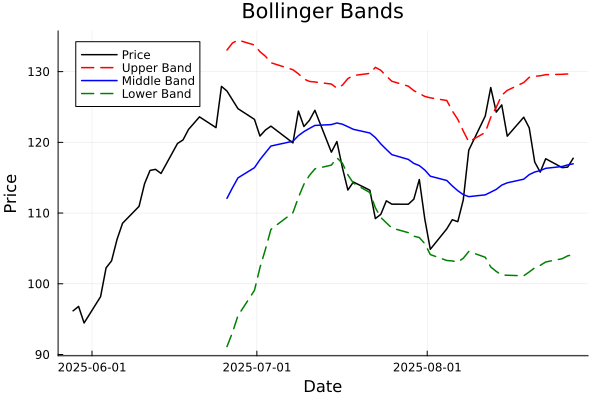 Bollinger Bands
Price
Upper Band
Middle Band
Lower Band
130
120
110
100
90
Price
2025-06-01
2025-07-01
2025-08-01
Date